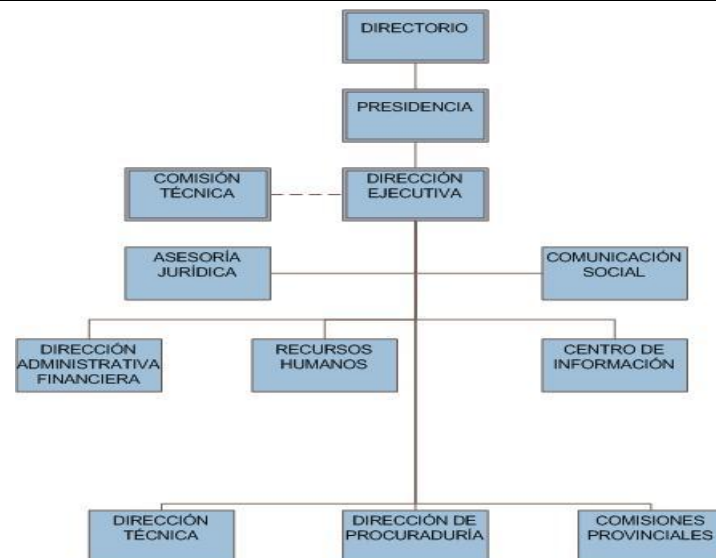 DIRECTORIO
PRESIDENCIA
COMISIÓN
TÉCNICA
DIRECCIÓN
EJECUTIVA
ASESORÍA
JURÍDICA
COMUNICACIÓN
SOCIAL
DIRECCIÓN
ADMINISTRATIVA
FINANCIERA
RECURSOS
HUMANOS
CENTRO DE
INFORMACIÓN
DIRECCIÓN
TÉCNICA
DIRECCIÓN DE
PROCURADURÍA
COMISIONES
PROVINCIALES